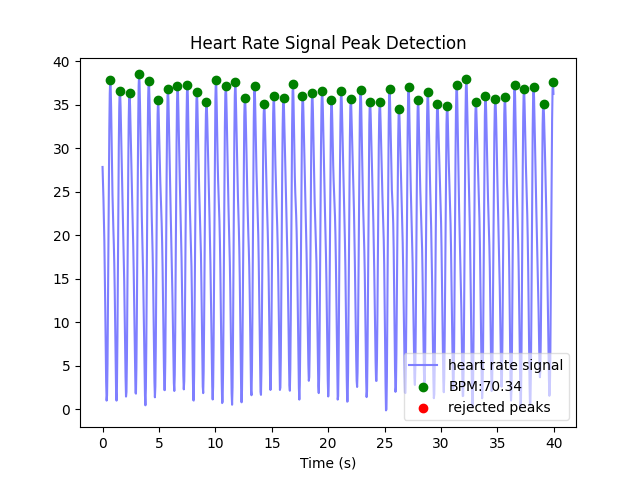 Heart Rate Signal Peak Detection
40
35
30
25
20
15
10
5
0
heart rate signal
BPM:70.34
rejected peaks
0 5 10 15 20 25 30 35 40
Time (s)